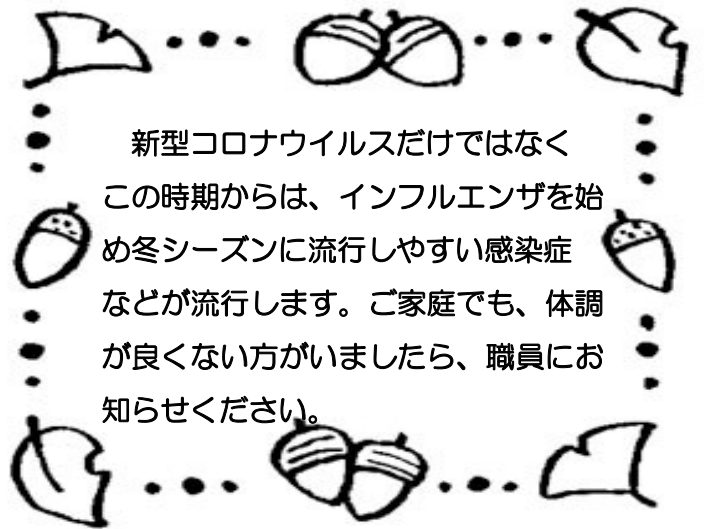 新型コロナウイルスだけではなく
この時期からは、インフルエンザを始
め冬シーズンに流行しやすい感染症
などが流行します。ご家庭でも、体調
が良くない方がいましたら、職員にお
知らせください。